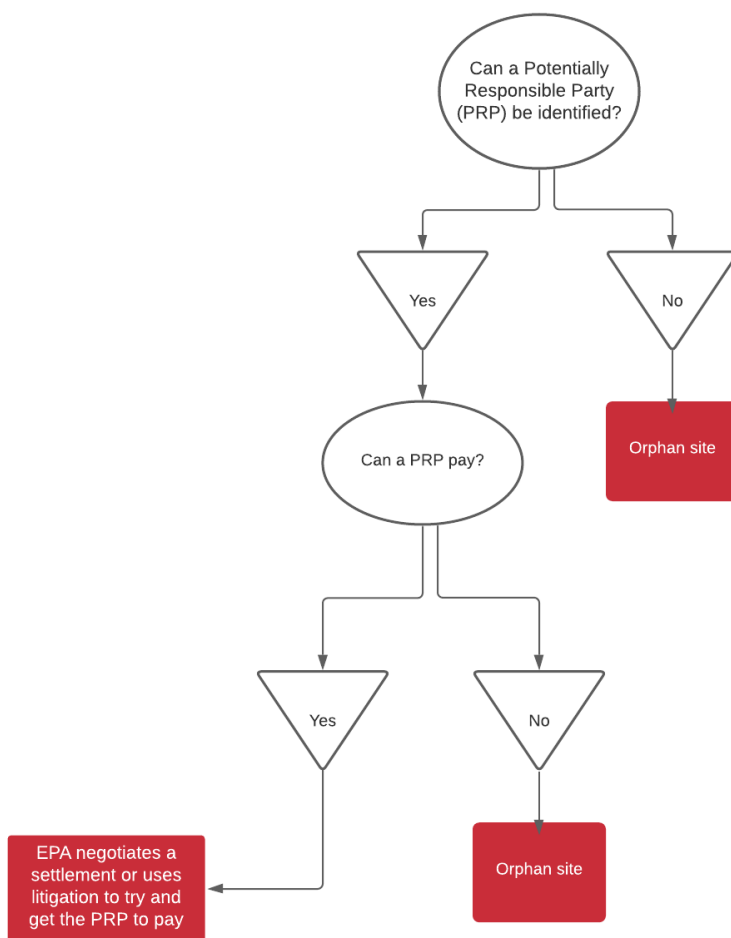 Can a Potentially
Responsible Party
(PRP) be identified?
Yes
No
Can a PRP pay?
Orphan site
Yes
No
EPA negotiates a
settlement or uses
litigation to try and
get the PRP to pay
Orphan site